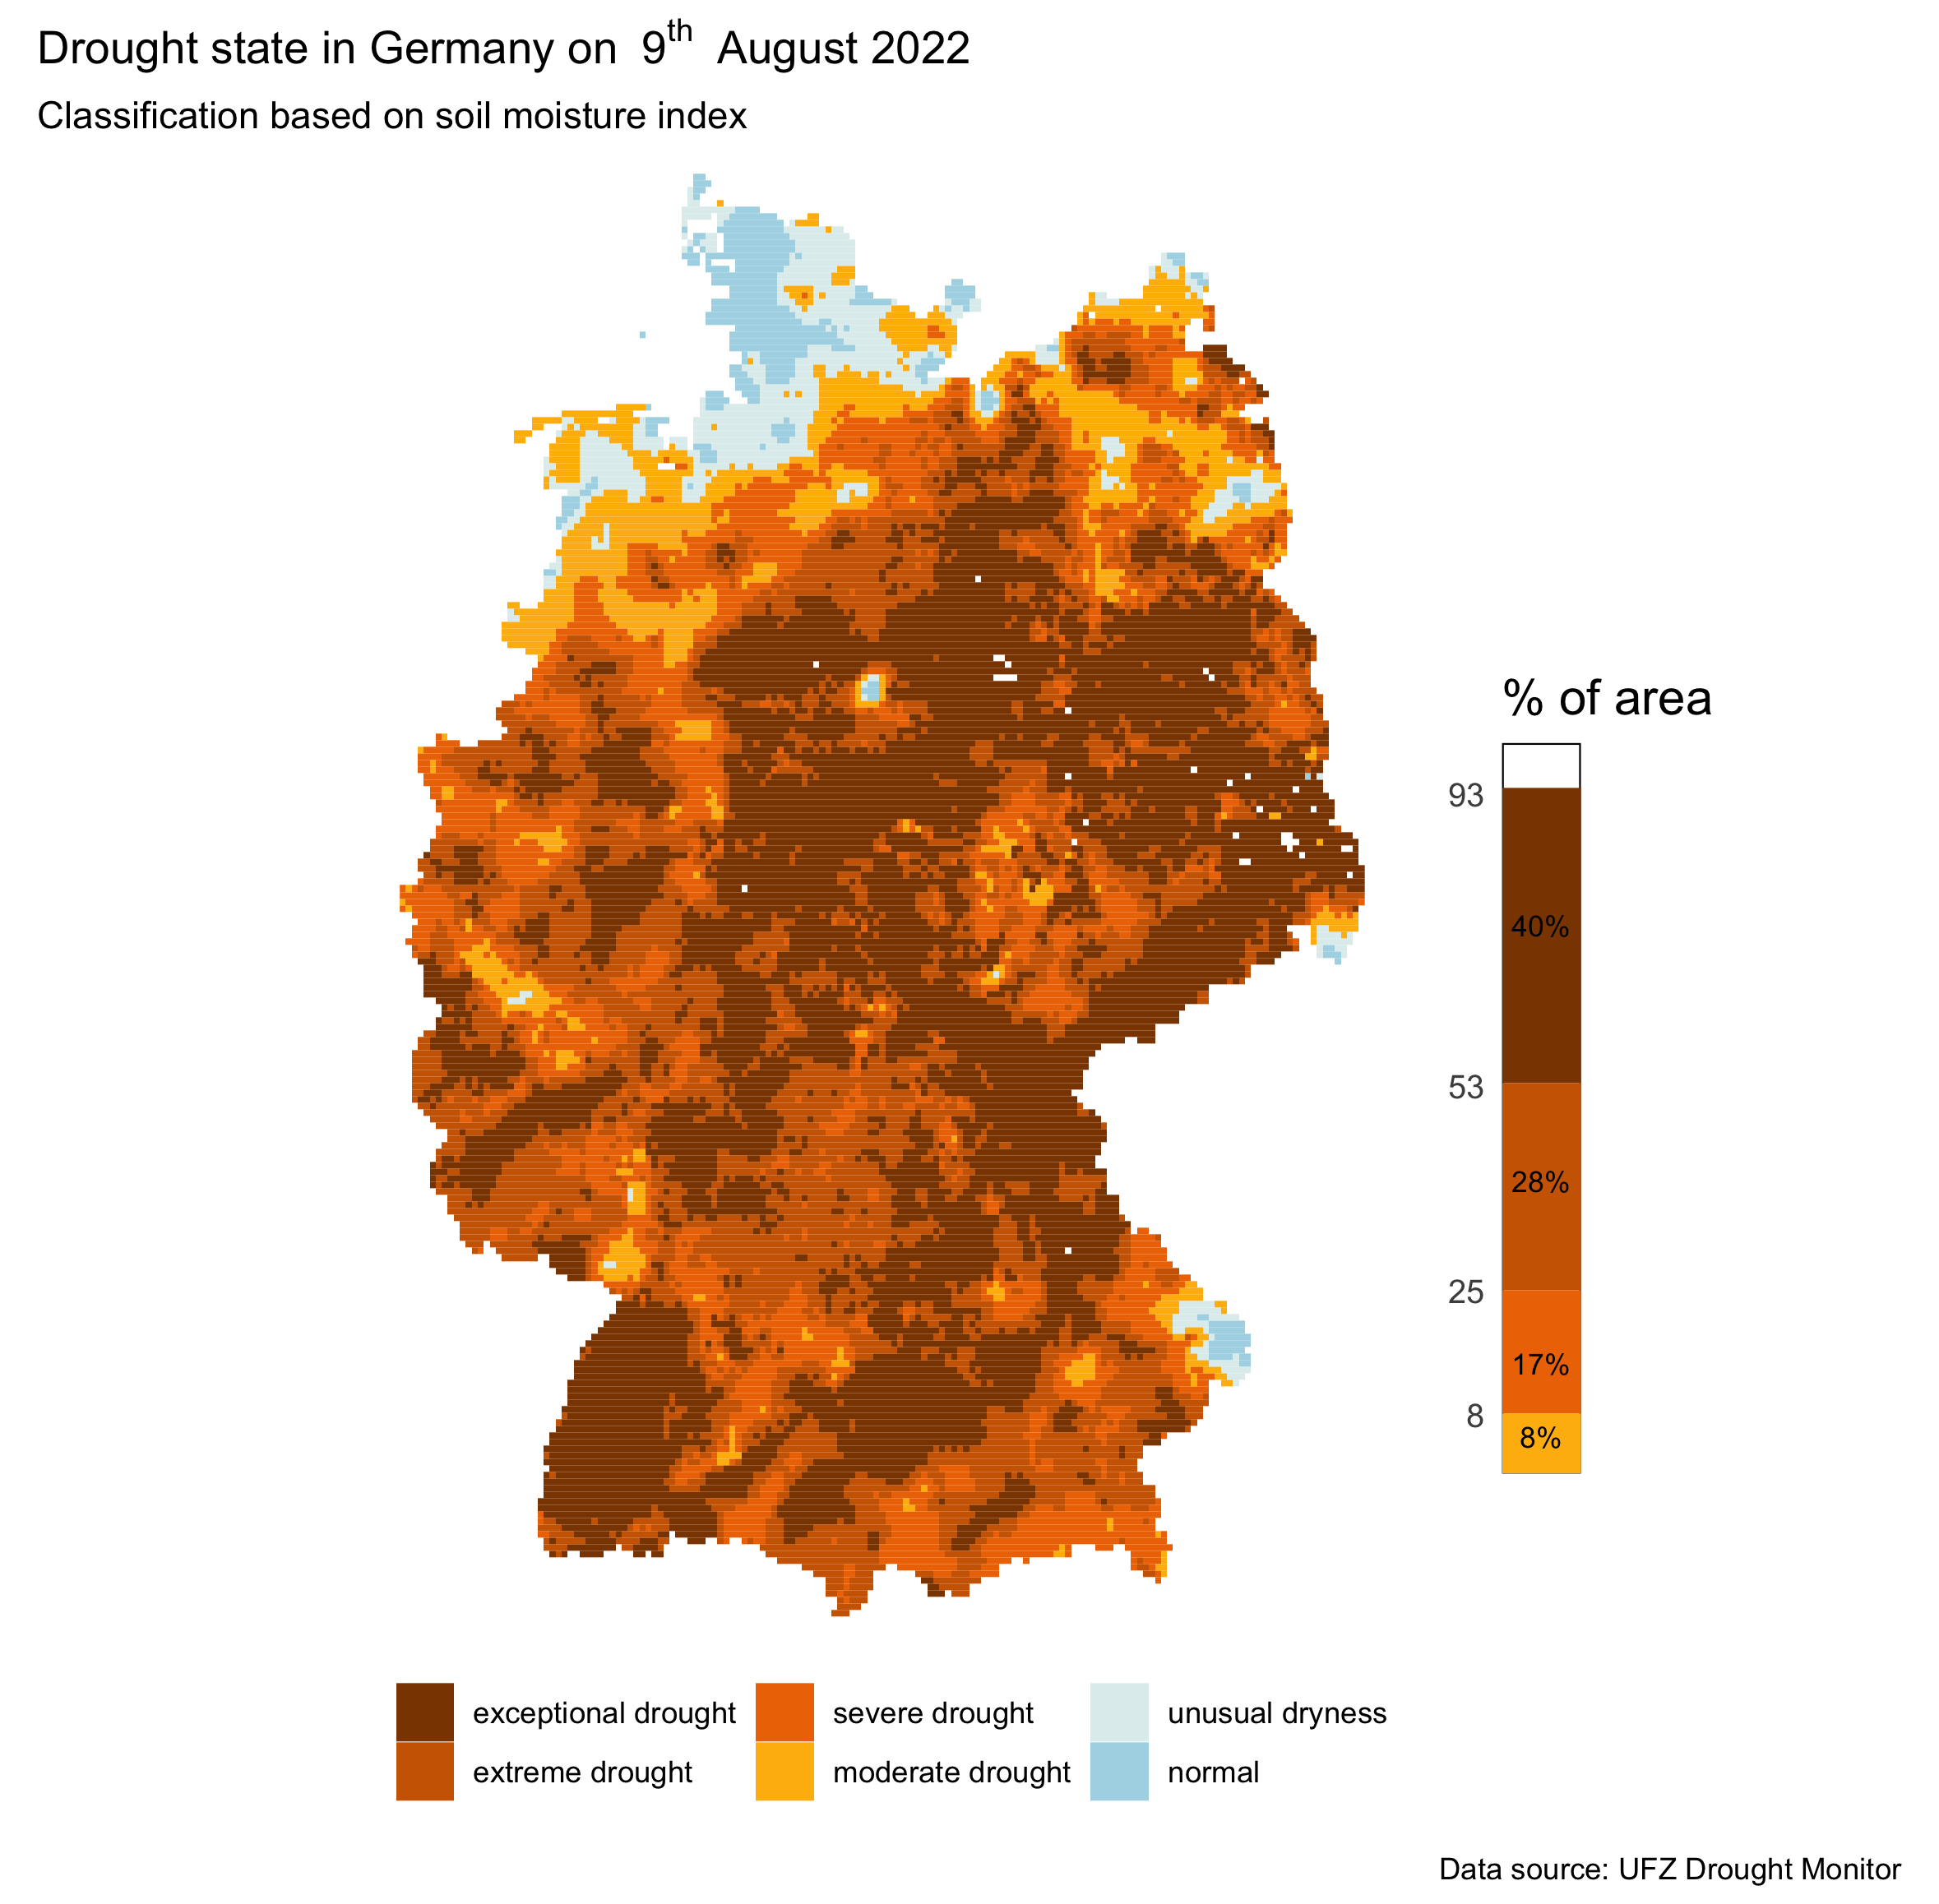 Drought state in Germany on 9th August 2022
Classification based on soil moisture index
% of area
93
40%
53
28%
25
17%
8
8%
exceptional drought severe drought unusual dryness
extreme drought moderate drought normal
Data source: UFZ Drought Monitor